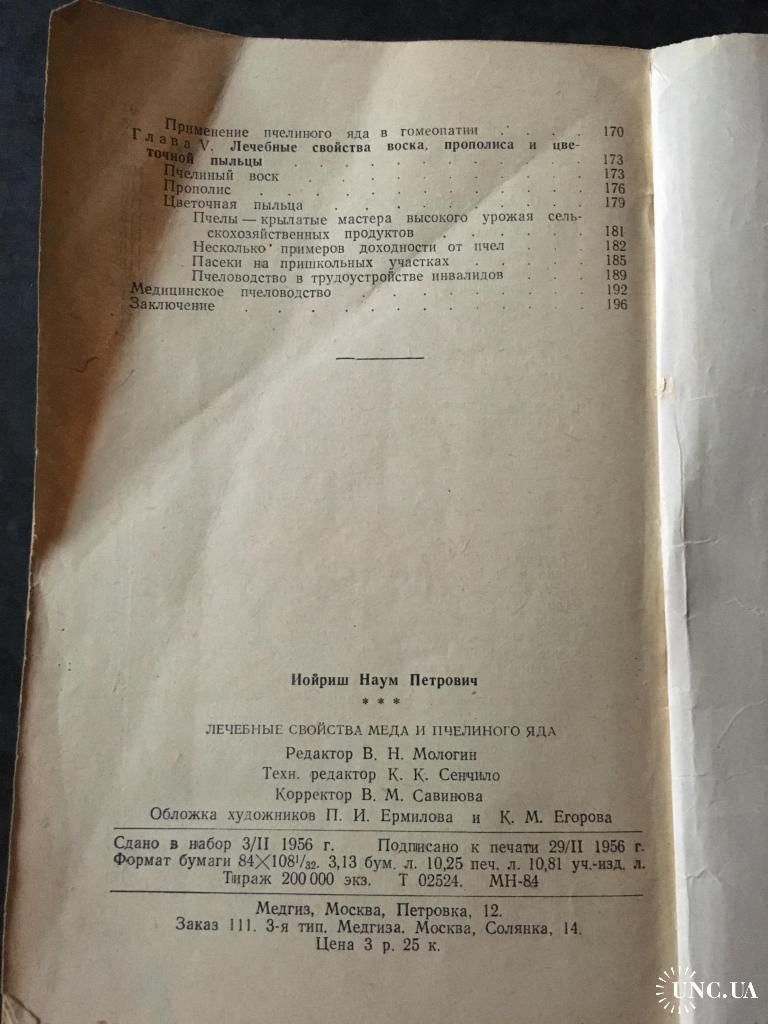 Применение пчелиного яда в гомеопатии . . . . 170
Глава V. Лечебные свойства воска, прополиса и цве-
точной пыльцы . . . . . . . . . . 173
Пчелиный воск . . . . . . . . . . 173
Прополис . . . . . . . . . . . 176
Цветочная пыльца . . . . . . . . . 179
Пчелы — крылатые мастера высокого урожая сель-
скохозяйственных продуктов . . . . . 181
Несколько примеров доходности от пчел . . . 182
Пасеки на пришкольных участках . . . . . 185
Пчеловодство в трудоустройстве инвалидов . . . 189
Медицинское пчеловодство . . . . . . . . 192
Заключение . . . . . . . . . . . 196
Иойриш Наум Петрович
* * *
ЛЕЧЕБНЫЕ СВОЙСТВА МЕДА И ПЧЕЛИНОГО ЯДА
Редактор В. Н. Мологин
Техн. редактор К. К. Сенчило
Корректор В. М. Савинова
Обложка художников П. И. Ермилова и К. М. Егорова
Сдано в набор 3/II 1956 г. Подписано к печати 29/II 1956 г.
Формат бумаги 84×108¹/₃₂. 3,13 бум. л. 10,25 печ. л. 10,81 уч.-изд. л.
Тираж 200 000 экз. Т 02524. МН-84
Медгиз, Москва, Петровка, 12.
Заказ 111. 3-я тип. Медгиза. Москва, Солянка, 14.
Цена 3 р. 25 к.
UNC.UA